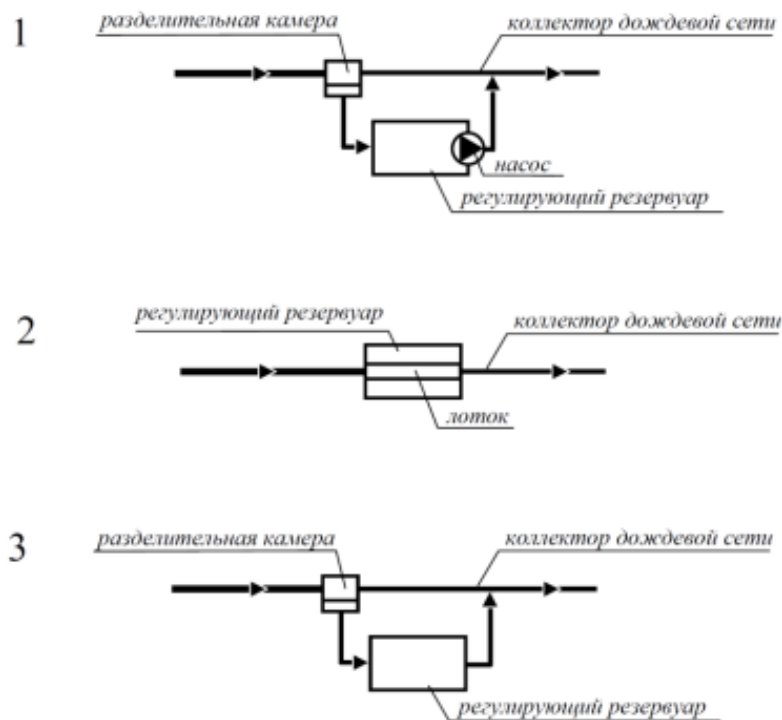 1
разделительная камера
коллектор дождевой сети
насос
регулирующий резервуар
2
регулирующий резервуар
коллектор дождевой сети
лоток
3
разделительная камера
коллектор дождевой сети
регулирующий резервуар